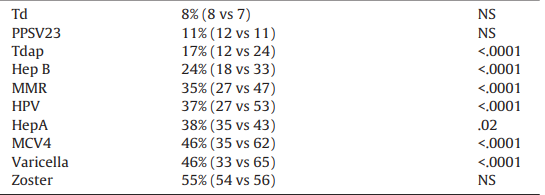 Td 8% (8 vs 7) NS
PPSV23 11% (12 vs 11) NS
Tdap 17% (12 vs 24) <.0001
Hep B 24% (18 vs 33) <.0001
MMR 35% (27 vs 47) <.0001
HPV 37% (27 vs 53) <.0001
HepA 38% (35 vs 43) .02
MCV4 46% (35 vs 62) <.0001
Varicella 46% (33 vs 65) <.0001
Zoster 55% (54 vs 56) NS